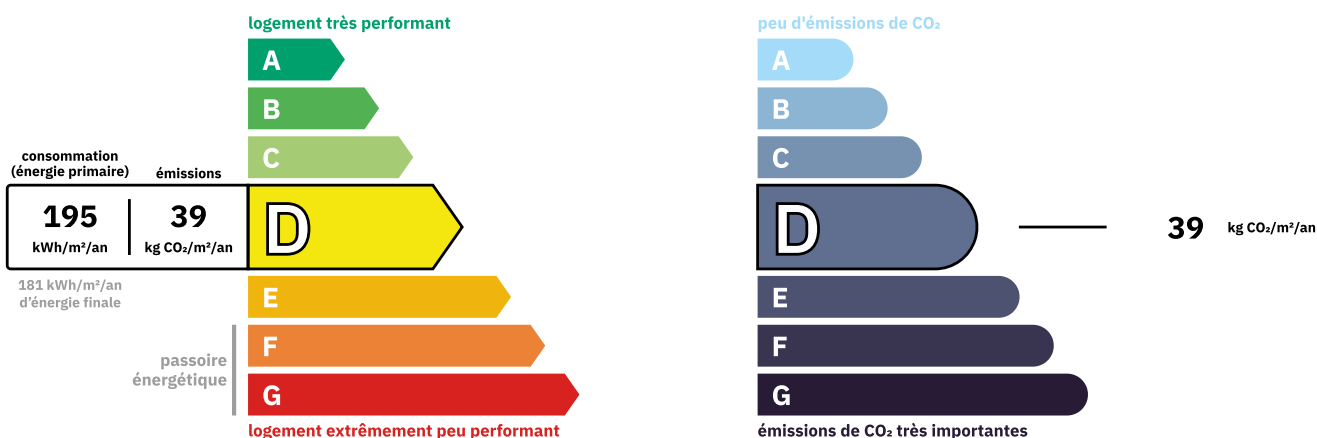 logement très performant
A
B
C
consommation
(énergie primaire)
émissions
195
kWh/m²/an
39
kg CO₂/m²/an
D
181 kWh/m²/an
d'énergie finale
E
passoire
énergétique
F
G
logement extrêmement peu performant
peu d'émissions de CO₂
A
B
C
D
39 kg CO₂/m²/an
E
F
G
émissions de CO₂ très importantes